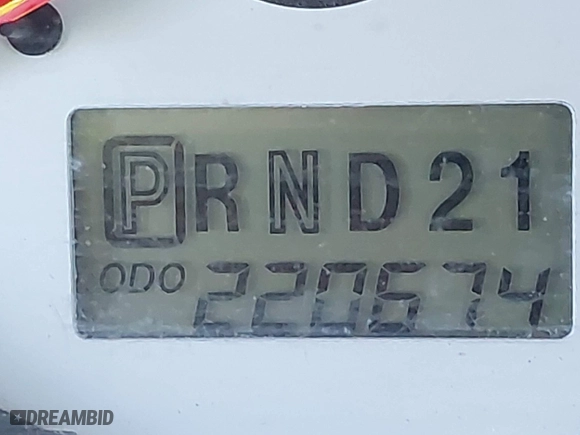 PRND21
ODO 220674
DREAMBID